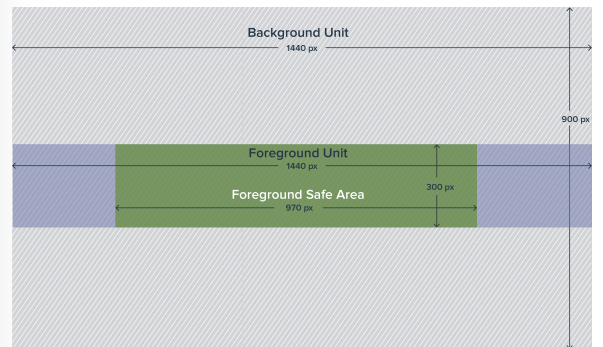 Background Unit
1440 px
900 px
Foreground Unit
1440 px
300 px
Foreground Safe Area
970 px